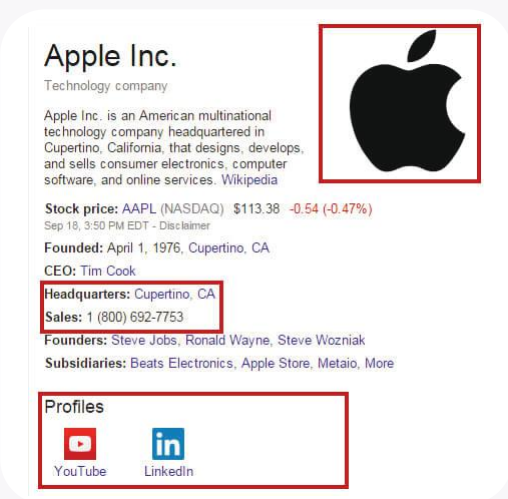 Apple Inc.
Technology company
Apple Inc. is an American multinational
technology company headquartered in
Cupertino, California, that designs, develops,
and sells consumer electronics, computer
software, and online services. Wikipedia
Stock price: AAPL (NASDAQ) $113.38 -0.54 (-0.47%)
Sep 18, 3:50 PM EDT - Disclaimer
Founded: April 1, 1976, Cupertino, CA
CEO: Tim Cook
Headquarters: Cupertino, CA
Sales: 1 (800) 692-7753
Founders: Steve Jobs, Ronald Wayne, Steve Wozniak
Subsidiaries: Beats Electronics, Apple Store, Metaio, More
Profiles
in
YouTube LinkedIn